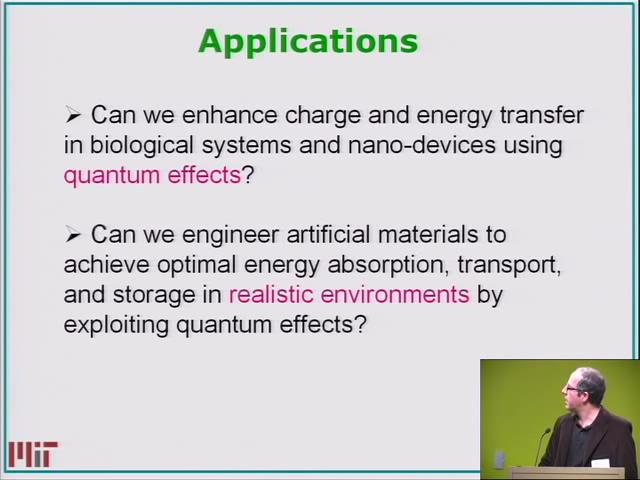 Applications
➢ Can we enhance charge and energy transfer
in biological systems and nano-devices using
quantum effects?
➢ Can we engineer artificial materials to
achieve optimal energy absorption, transport,
and storage in realistic environments by
exploiting quantum effects?
MIT